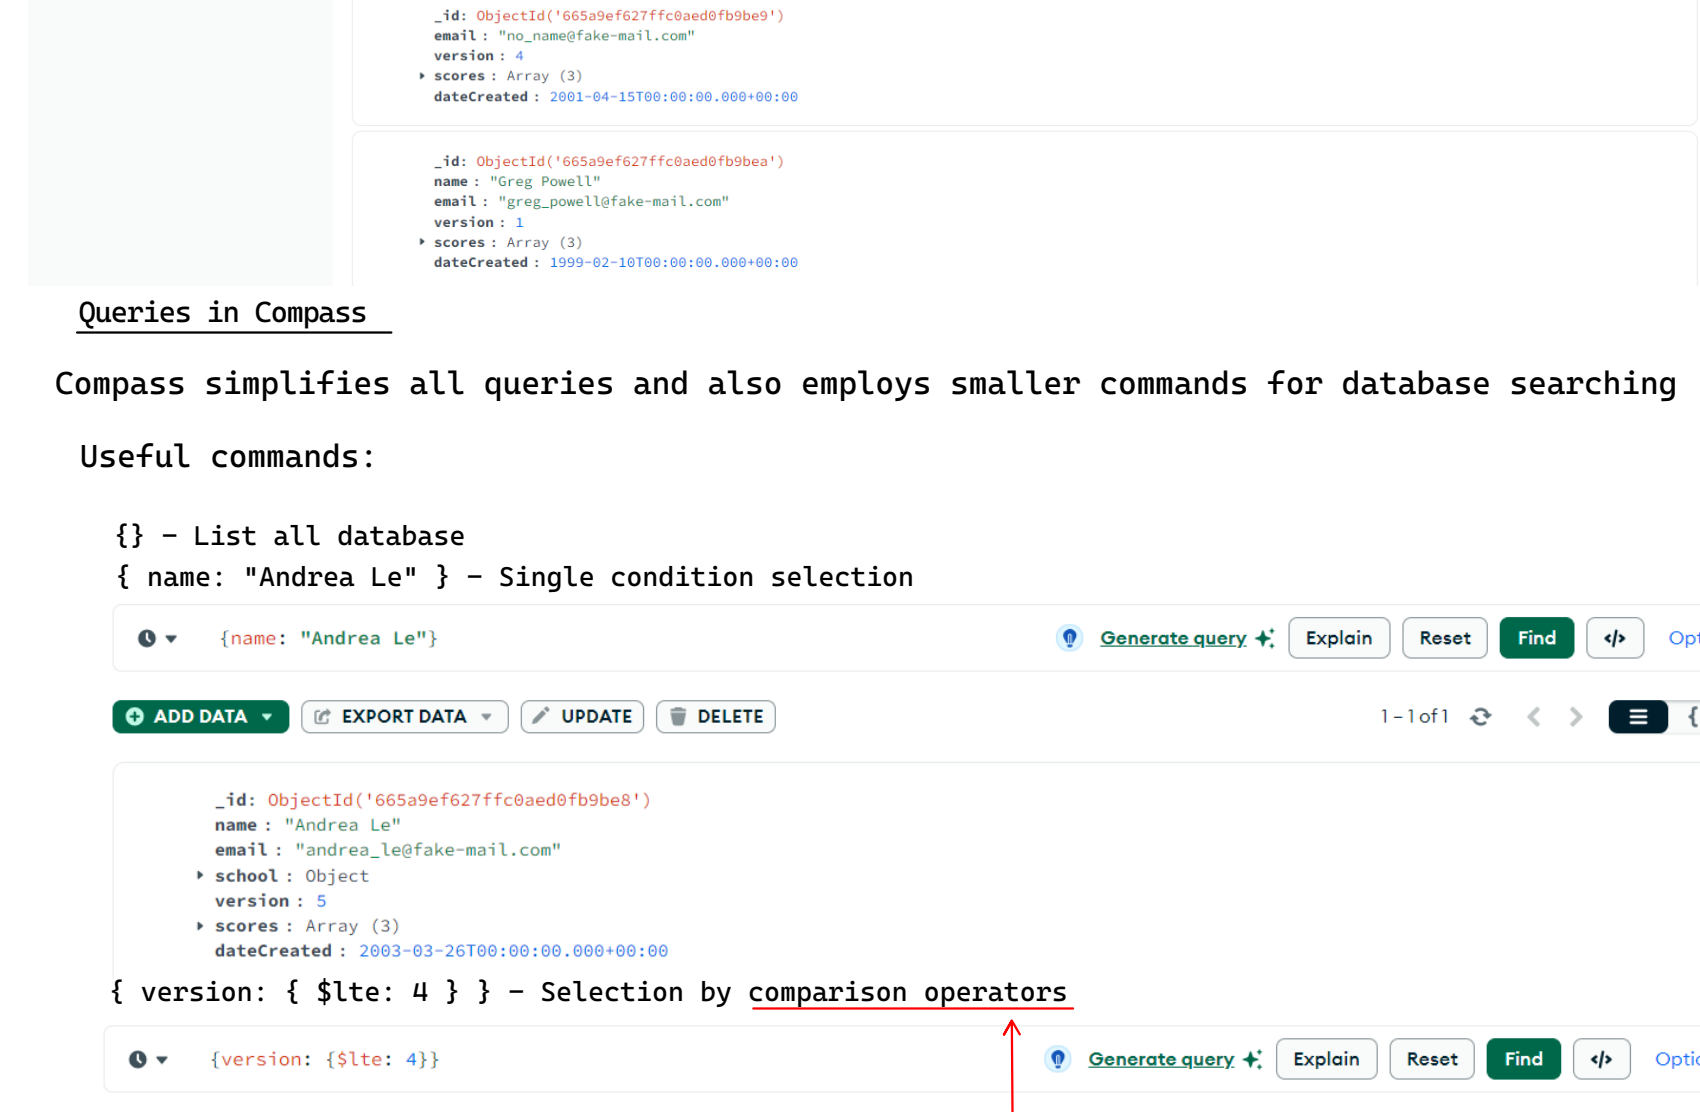 _id: ObjectId('665a9ef627ffc0aed0fb9be9')
email : "no_name@fake-mail.com"
version : 4
scores : Array (3)
dateCreated : 2001-04-15T00:00:00.000+00:00
_id: ObjectId('665a9ef627ffc0aed0fb9bea')
name : "Greg Powell"
email : "greg_powell@fake-mail.com"
version : 1
scores : Array (3)
dateCreated : 1999-02-10T00:00:00.000+00:00
Queries in Compass
Compass simplifies all queries and also employs smaller commands for database searching
Useful commands:
{} - List all database
{ name: "Andrea Le" } - Single condition selection
{name: "Andrea Le"} Generate query Explain Reset Find </> Opt
ADD DATA EXPORT DATA UPDATE DELETE 1 – 1 of 1 {
_id: ObjectId('665a9ef627ffc0aed0fb9be8')
name : "Andrea Le"
email : "andrea_le@fake-mail.com"
school : Object
version : 5
scores : Array (3)
dateCreated : 2003-03-26T00:00:00.000+00:00
{ version: { $lte: 4 } } - Selection by comparison operators
{version: {$lte: 4}} Generate query Explain Reset Find </> Optio